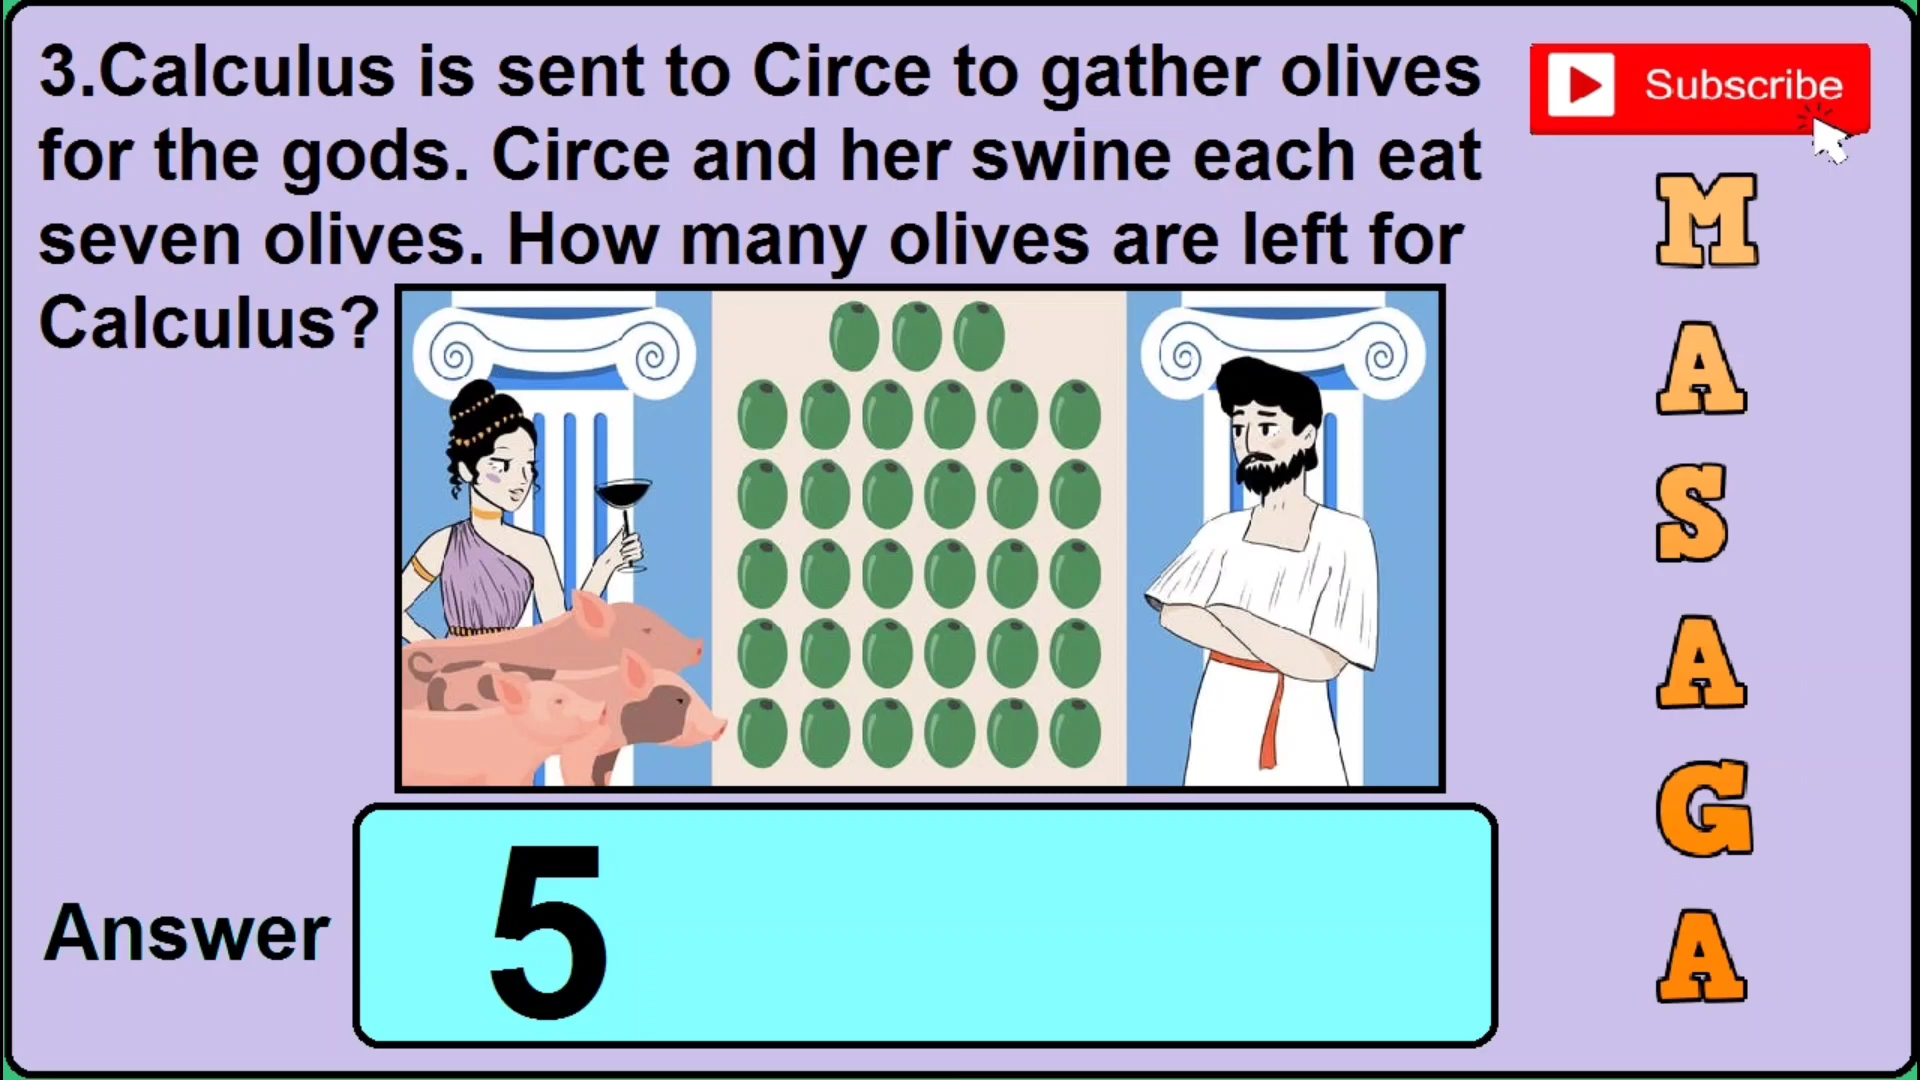 3.Calculus is sent to Circe to gather olives
for the gods. Circe and her swine each eat
seven olives. How many olives are left for
Calculus?
Subscribe
M
A
S
A
G
A
Answer
5